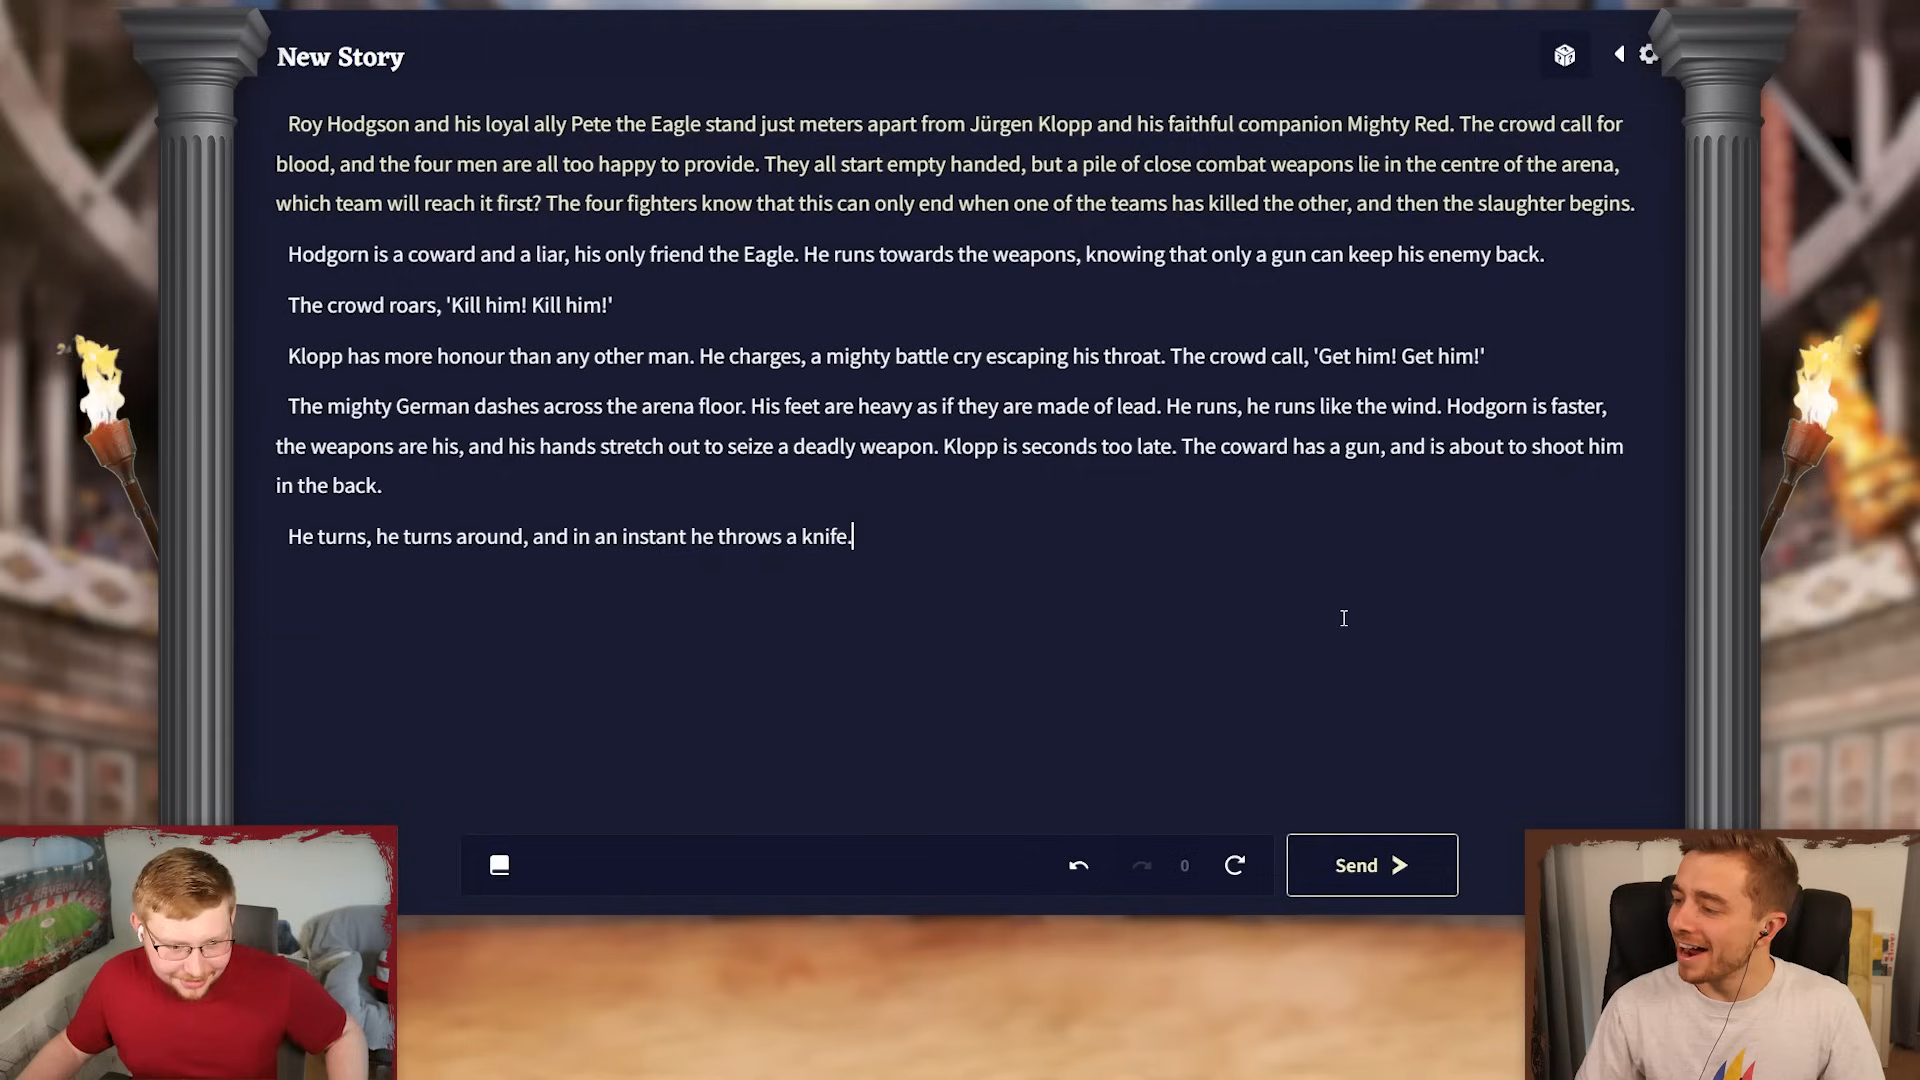 New Story
Roy Hodgson and his loyal ally Pete the Eagle stand just meters apart from Jürgen Klopp and his faithful companion Mighty Red. The crowd call for
blood, and the four men are all too happy to provide. They all start empty handed, but a pile of close combat weapons lie in the centre of the arena,
which team will reach it first? The four fighters know that this can only end when one of the teams has killed the other, and then the slaughter begins.
Hodgorn is a coward and a liar, his only friend the Eagle. He runs towards the weapons, knowing that only a gun can keep his enemy back.
The crowd roars, 'Kill him! Kill him!'
Klopp has more honour than any other man. He charges, a mighty battle cry escaping his throat. The crowd call, 'Get him! Get him!'
The mighty German dashes across the arena floor. His feet are heavy as if they are made of lead. He runs, he runs like the wind. Hodgorn is faster,
the weapons are his, and his hands stretch out to seize a deadly weapon. Klopp is seconds too late. The coward has a gun, and is about to shoot him
in the back.
He turns, he turns around, and in an instant he throws a knife.
0
Send